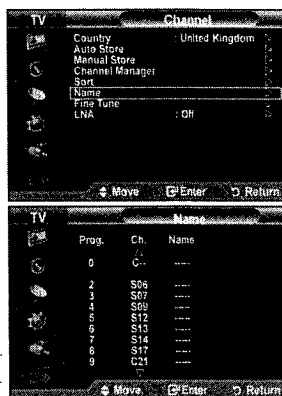 TV Channel
Country : United Kingdom
Auto Store
Manual Store
Channel Manager
Sort
Name
Fine Tune
LNA : Off
Move Enter Return
TV Name
Prog. Ch. Name
0 C-- -----
2 S06 -----
3 S07 -----
4 S09 -----
5 S12 -----
6 S13 -----
7 S14 -----
8 S17 -----
9 C21 -----
Move Enter Return